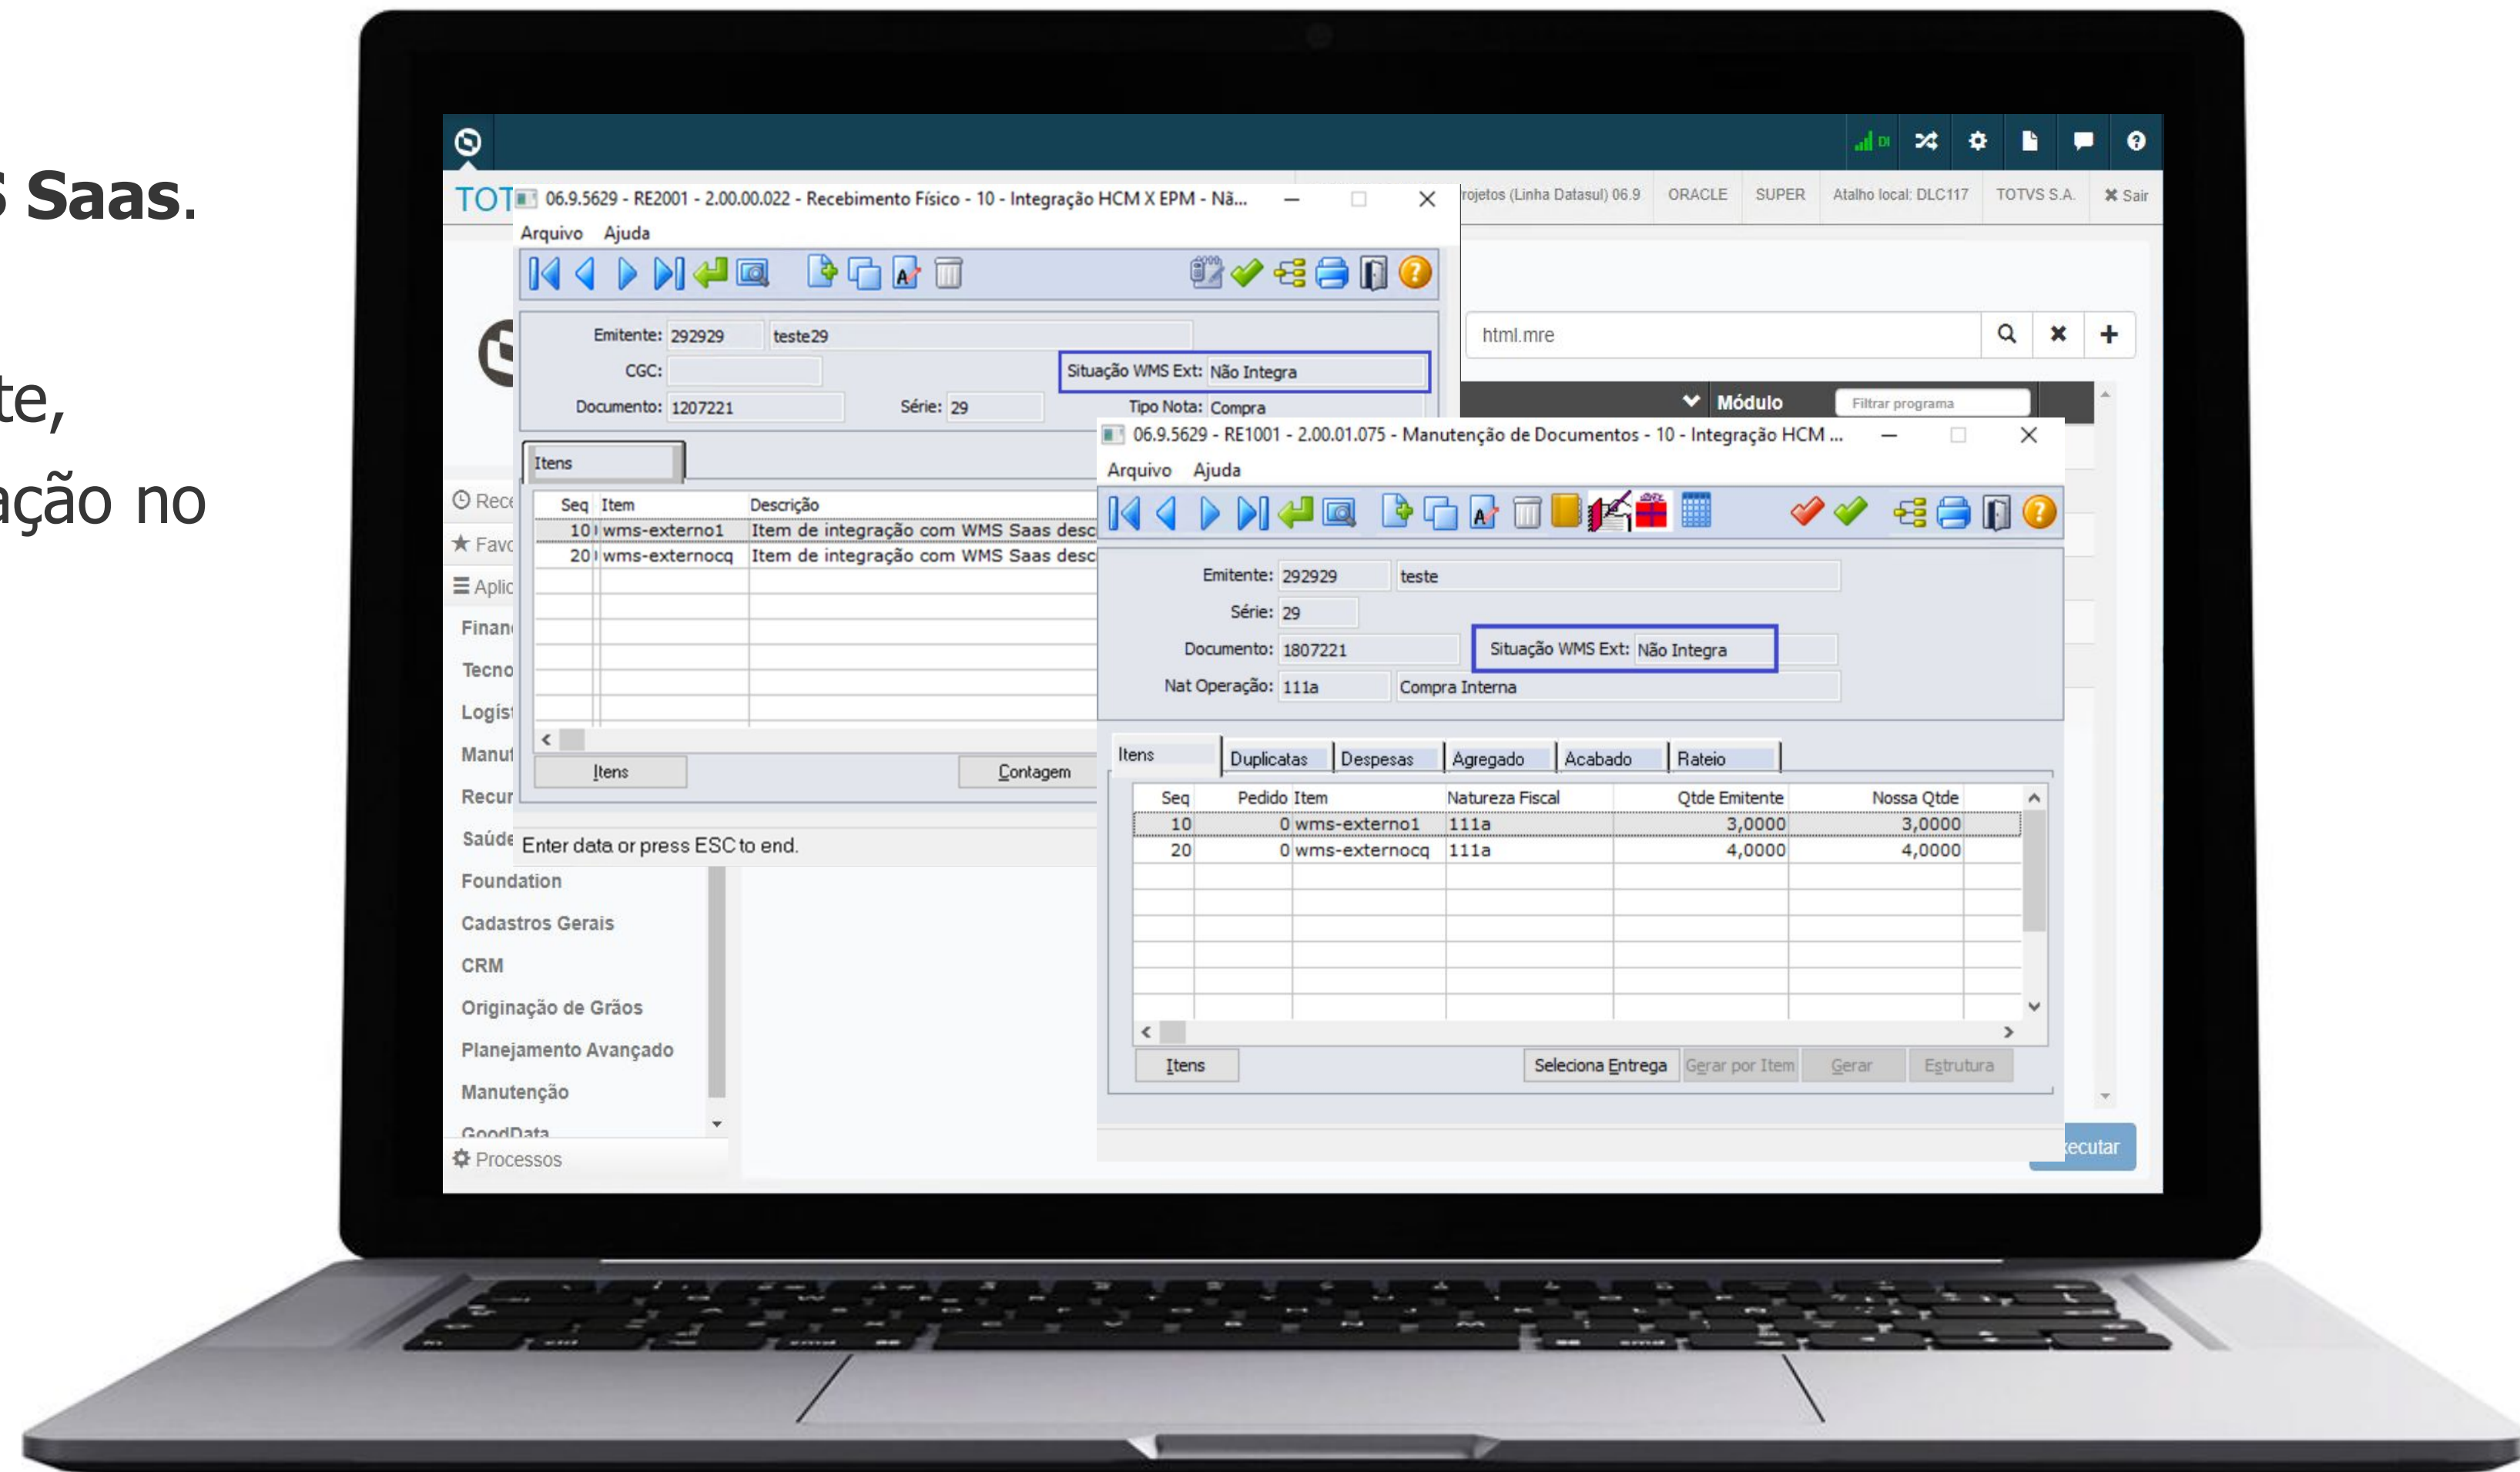 S Saas.
te,
ação no
DI
TOT
rojetos (Linha Datasul) 06.9 ORACLE SUPER Atalho local: DLC117 TOTVS S.A. Sair
html.mre
Módulo Filtrar programa
Rece
Favo
Aplic
Finan
Tecno
Logíst
Manuf
Recur
Saúde
Foundation
Cadastros Gerais
CRM
Originação de Grãos
Planejamento Avançado
Manutenção
GoodData
Processos
xecutar
06.9.5629 - RE2001 - 2.00.00.022 - Recebimento Físico - 10 - Integração HCM X EPM - Nã...
Arquivo Ajuda
Emitente: 292929 teste29
CGC: Situação WMS Ext: Não Integra
Documento: 1207221 Série: 29 Tipo Nota: Compra
Itens
Seq Item Descrição
10 wms-externo1 Item de integração com WMS Saas desc
20 wms-externocq Item de integração com WMS Saas desc
Itens Contagem
Enter data or press ESC to end.
06.9.5629 - RE1001 - 2.00.01.075 - Manutenção de Documentos - 10 - Integração HCM ...
Arquivo Ajuda
Emitente: 292929 teste
Série: 29
Documento: 1807221 Situação WMS Ext: Não Integra
Nat Operação: 111a Compra Interna
Itens Duplicatas Despesas Agregado Acabado Rateio
Seq Pedido Item Natureza Fiscal Qtde Emitente Nossa Qtde
10 0 wms-externo1 111a 3,0000 3,0000
20 0 wms-externocq 111a 4,0000 4,0000
Itens Seleciona Entrega Gerar por Item Gerar Estrutura